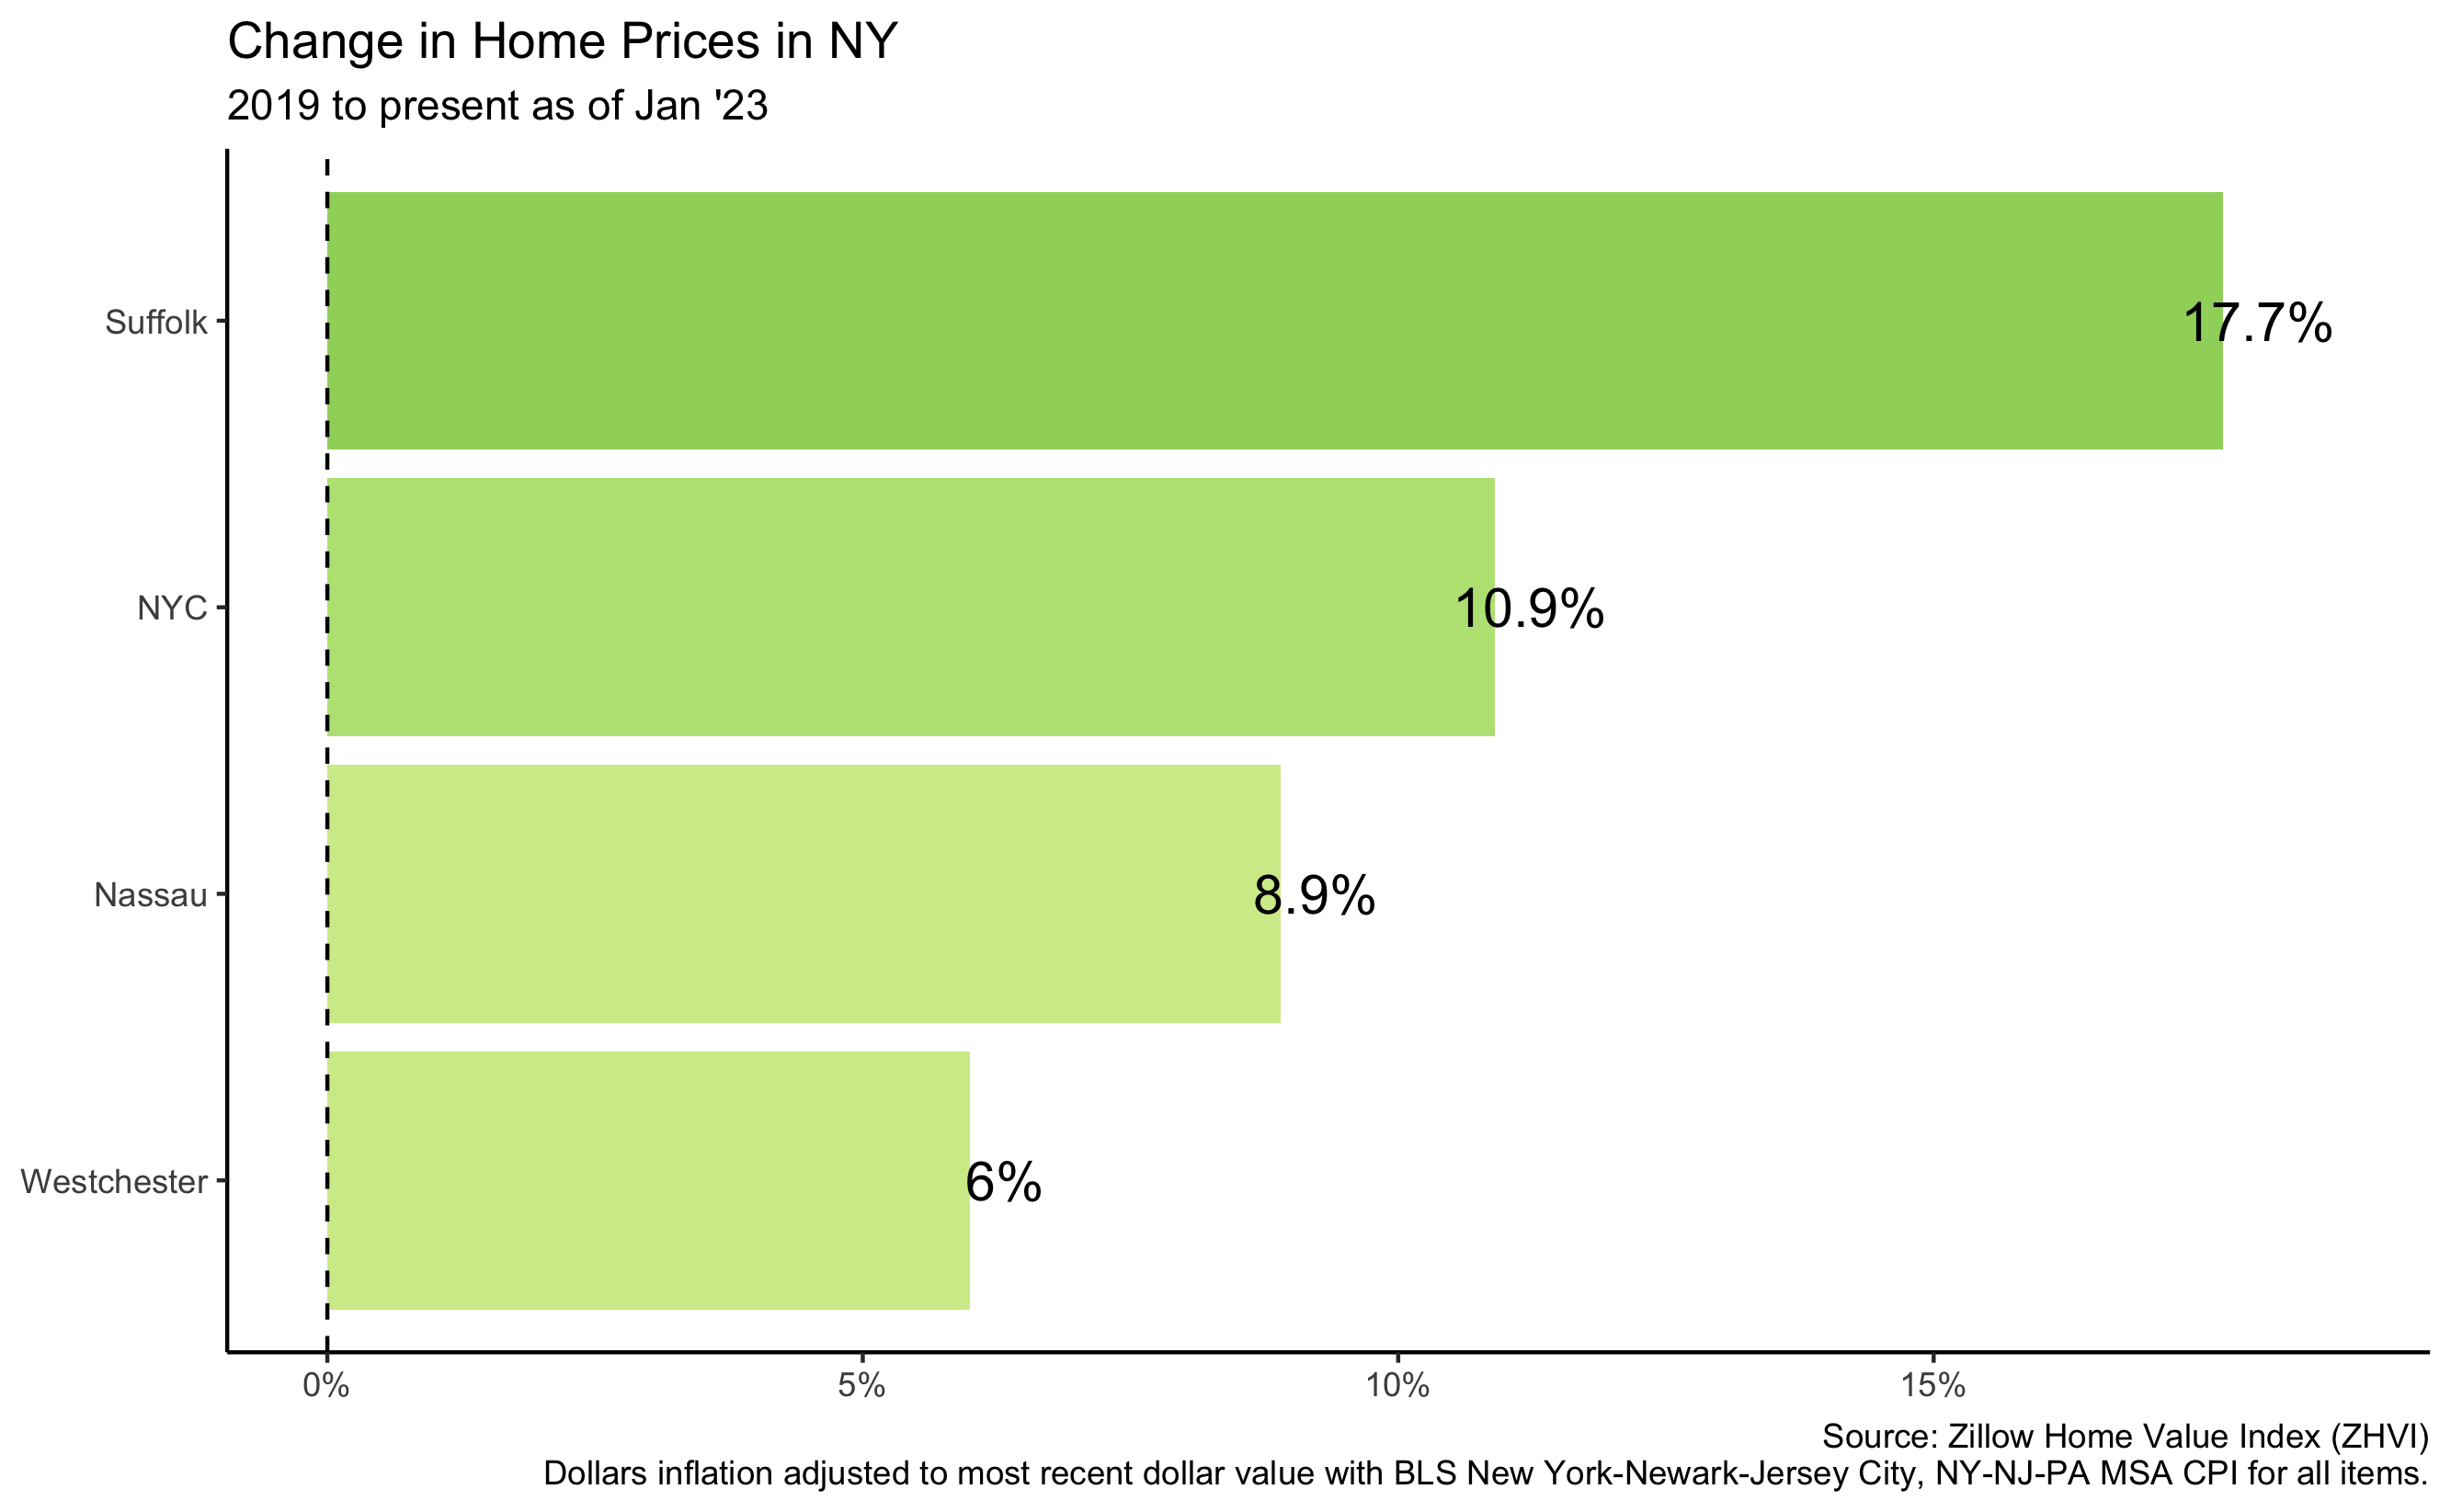 Change in Home Prices in NY
2019 to present as of Jan '23
Suffolk
17.7%
NYC
10.9%
Nassau
8.9%
Westchester
6%
0%
5%
10%
15%
Source: Zillow Home Value Index (ZHVI)
Dollars inflation adjusted to most recent dollar value with BLS New York-Newark-Jersey City, NY-NJ-PA MSA CPI for all items.